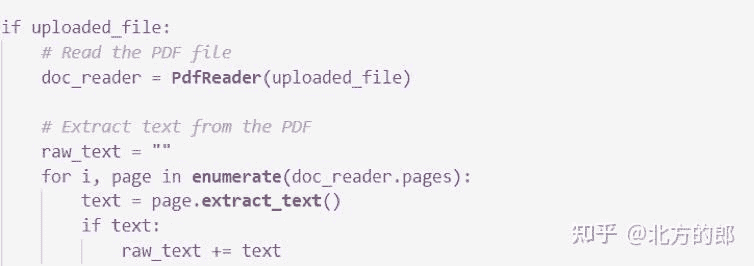 if uploaded_file:
    # Read the PDF file
    doc_reader = PdfReader(uploaded_file)

    # Extract text from the PDF
    raw_text = ""
    for i, page in enumerate(doc_reader.pages):
        text = page.extract_text()
        if text:
            raw_text += text
知乎 @北方的郎